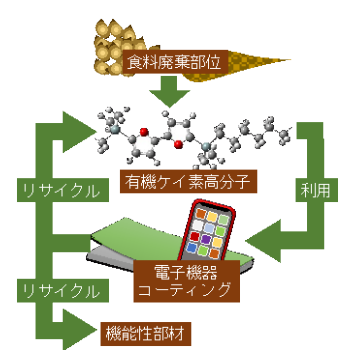 食料廃棄部位
有機ケイ素高分子
リサイクル
利用
電子機器
コーティング
リサイクル
機能性部材